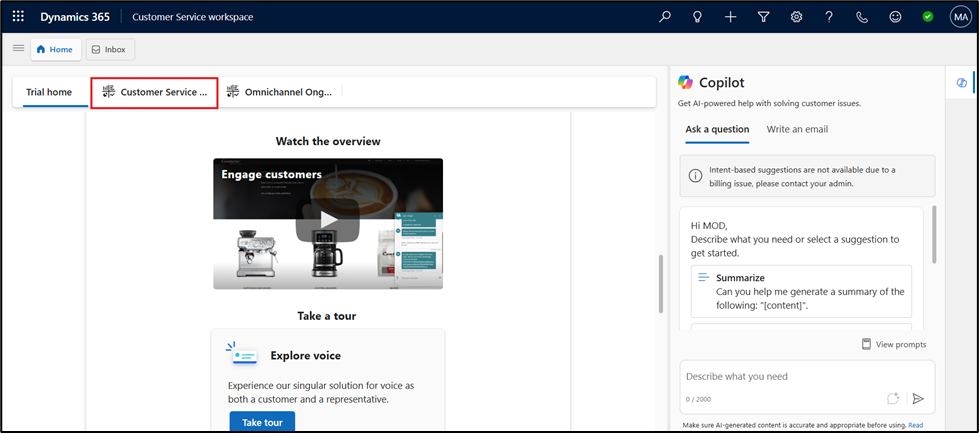 Dynamics 365
Customer Service workspace
MA
Home
Inbox
Trial home
Customer Service ...
Omnichannel Ong...
Watch the overview
Engage customers
Take a tour
Explore voice
Experience our singular solution for voice as
both a customer and a representative.
Take tour
Copilot
Get AI-powered help with solving customer issues.
Ask a question
Write an email
Intent-based suggestions are not available due to a
billing issue, please contact your admin.
Hi MOD,
Describe what you need or select a suggestion to
get started.
Summarize
Can you help me generate a summary of the
following: "[content]".
View prompts
Describe what you need
0 / 2000
Make sure AI-generated content is accurate and appropriate before using. Read